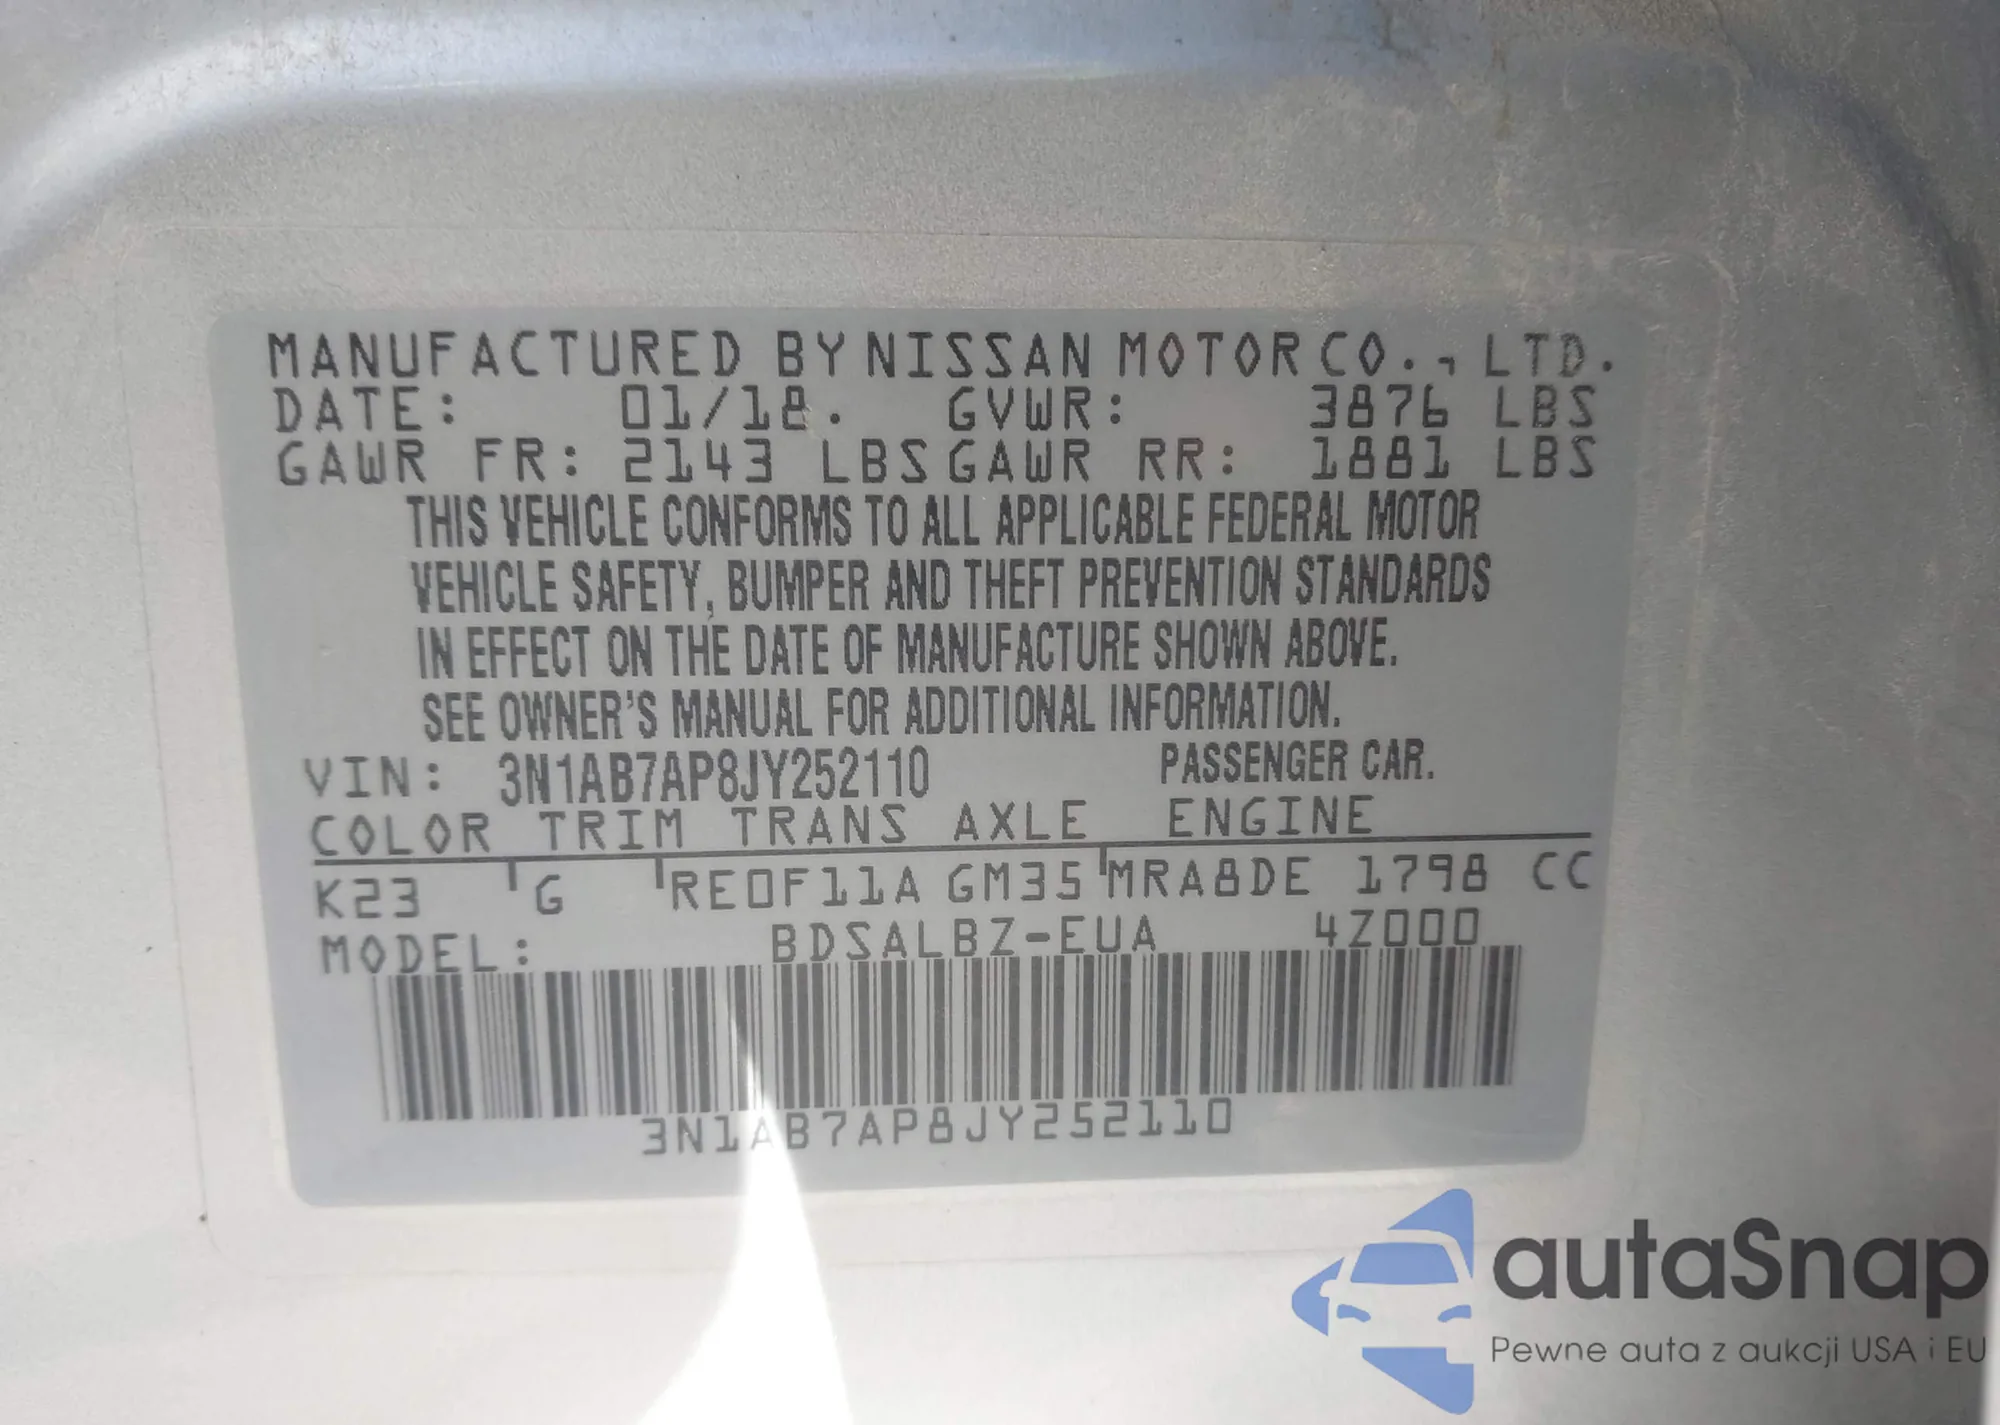 MANUFACTURED BY NISSAN MOTOR CO., LTD.
DATE: 01/18. GVWR: 3876 LBS
GAWR FR: 2143 LBS GAWR RR: 1881 LBS
THIS VEHICLE CONFORMS TO ALL APPLICABLE FEDERAL MOTOR
VEHICLE SAFETY, BUMPER AND THEFT PREVENTION STANDARDS
IN EFFECT ON THE DATE OF MANUFACTURE SHOWN ABOVE.
SEE OWNER'S MANUAL FOR ADDITIONAL INFORMATION.
VIN: 3N1AB7AP8JY252110 PASSENGER CAR.
COLOR TRIM TRANS AXLE ENGINE
K23 G RE0F11A GM35 MRA8DE 1798 CC
MODEL: BDSALBZ-EUA 4Z000
3N1AB7AP8JY252110
autaSnap
Pewne auta z aukcji USA i EU